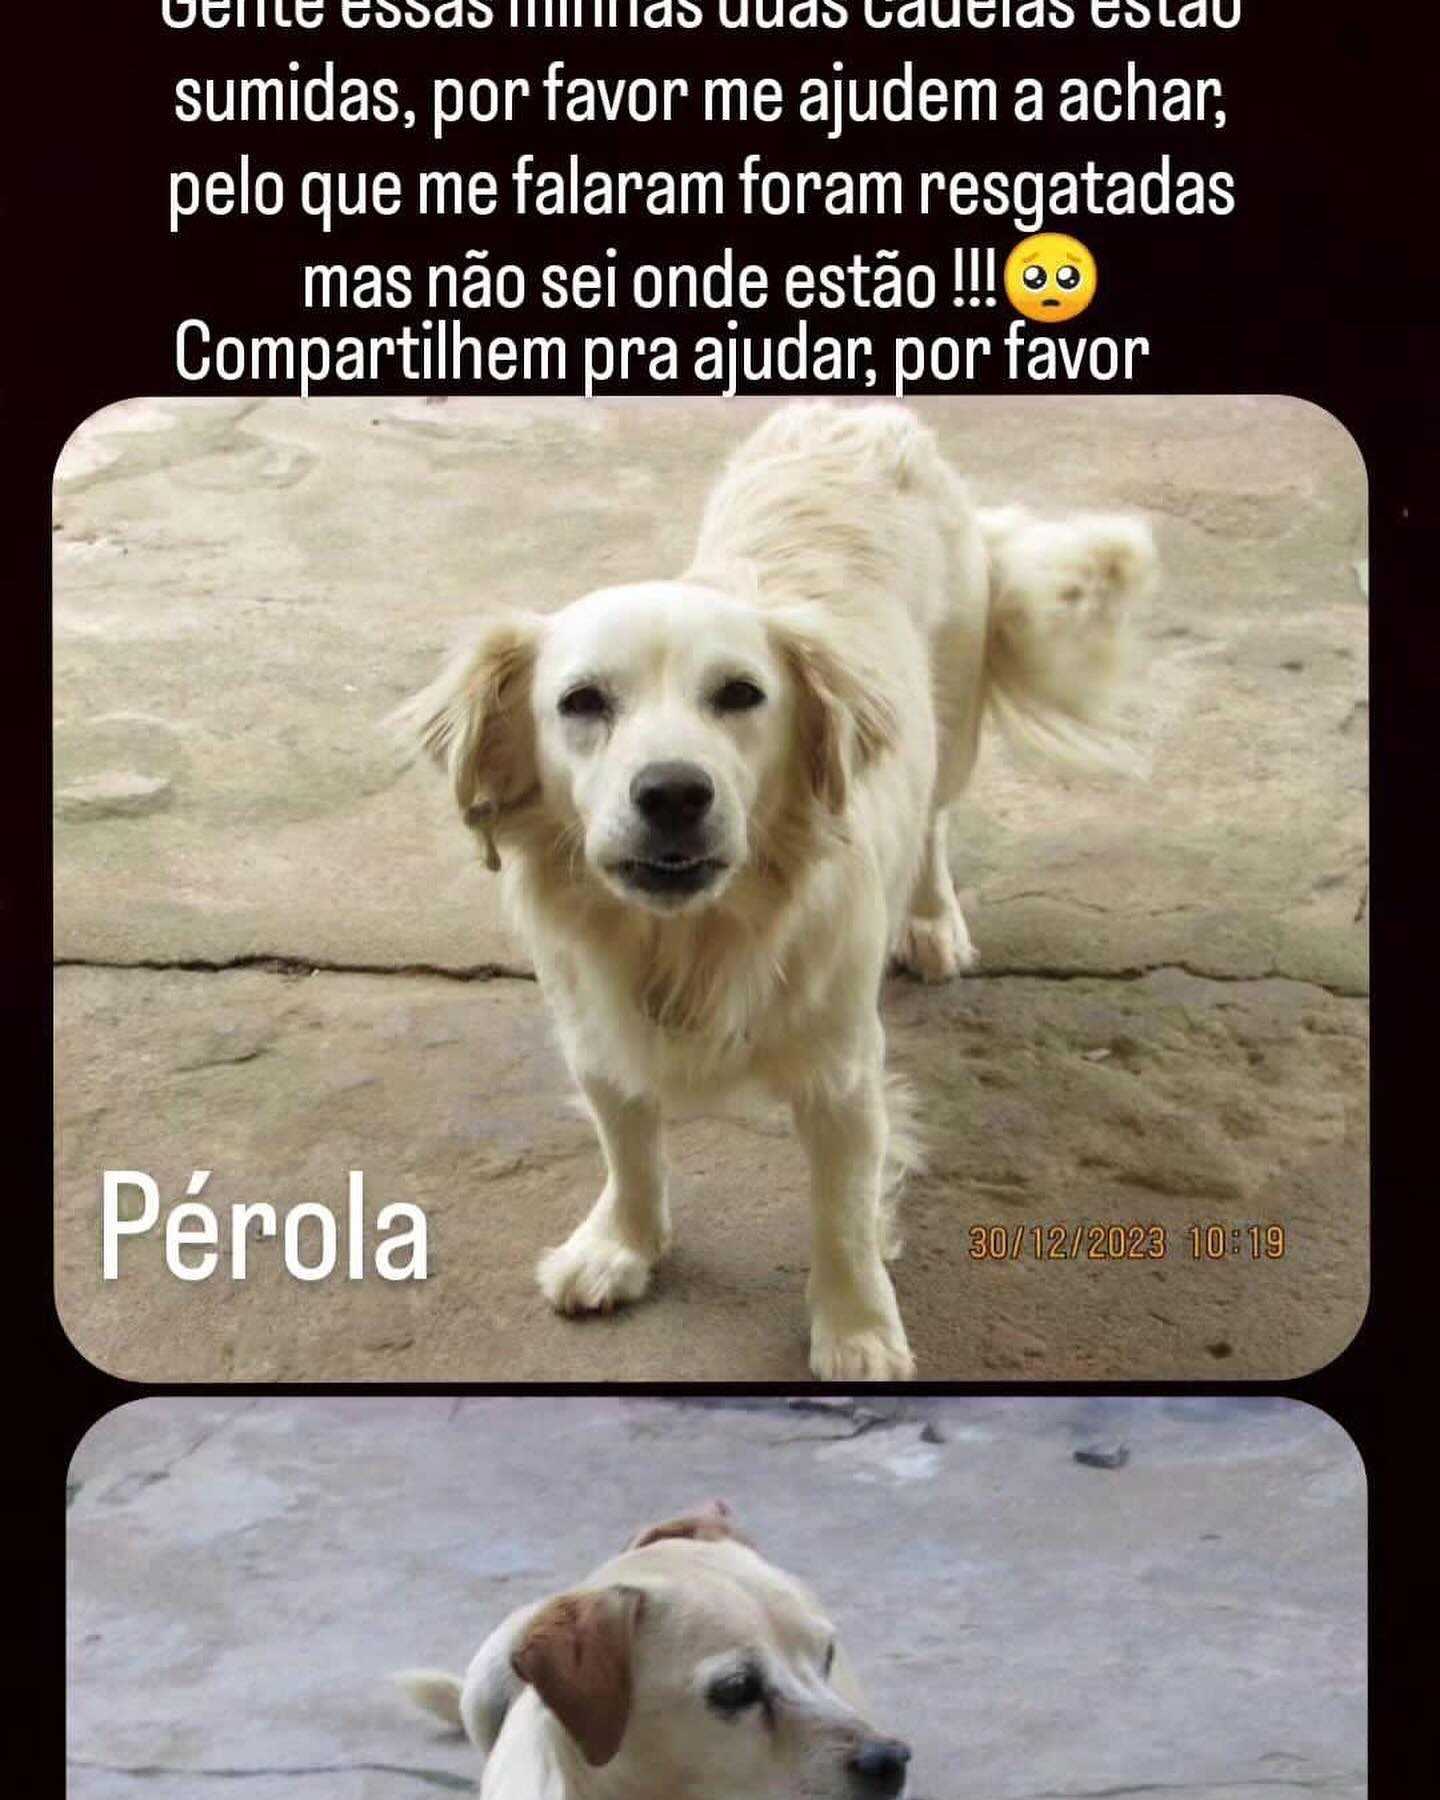 Gente essas minhas duas cadelas estão
sumidas, por favor me ajudem a achar,
pelo que me falaram foram resgatadas
mas não sei onde estão !!!🥺
Compartilhem pra ajudar, por favor
Pérola
30/12/2023 10:19